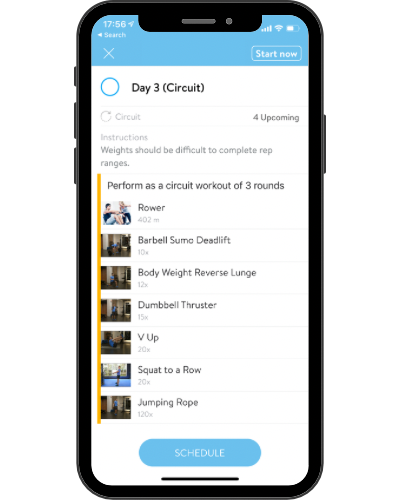 17:56
Search
Start now
Day 3 (Circuit)
Circuit
4 Upcoming
Instructions
Weights should be difficult to complete rep
ranges.
Perform as a circuit workout of 3 rounds
Rower
402 m
Barbell Sumo Deadlift
10x
Body Weight Reverse Lunge
12x
Dumbbell Thruster
15x
V Up
20x
Squat to a Row
20x
Jumping Rope
120x
SCHEDULE